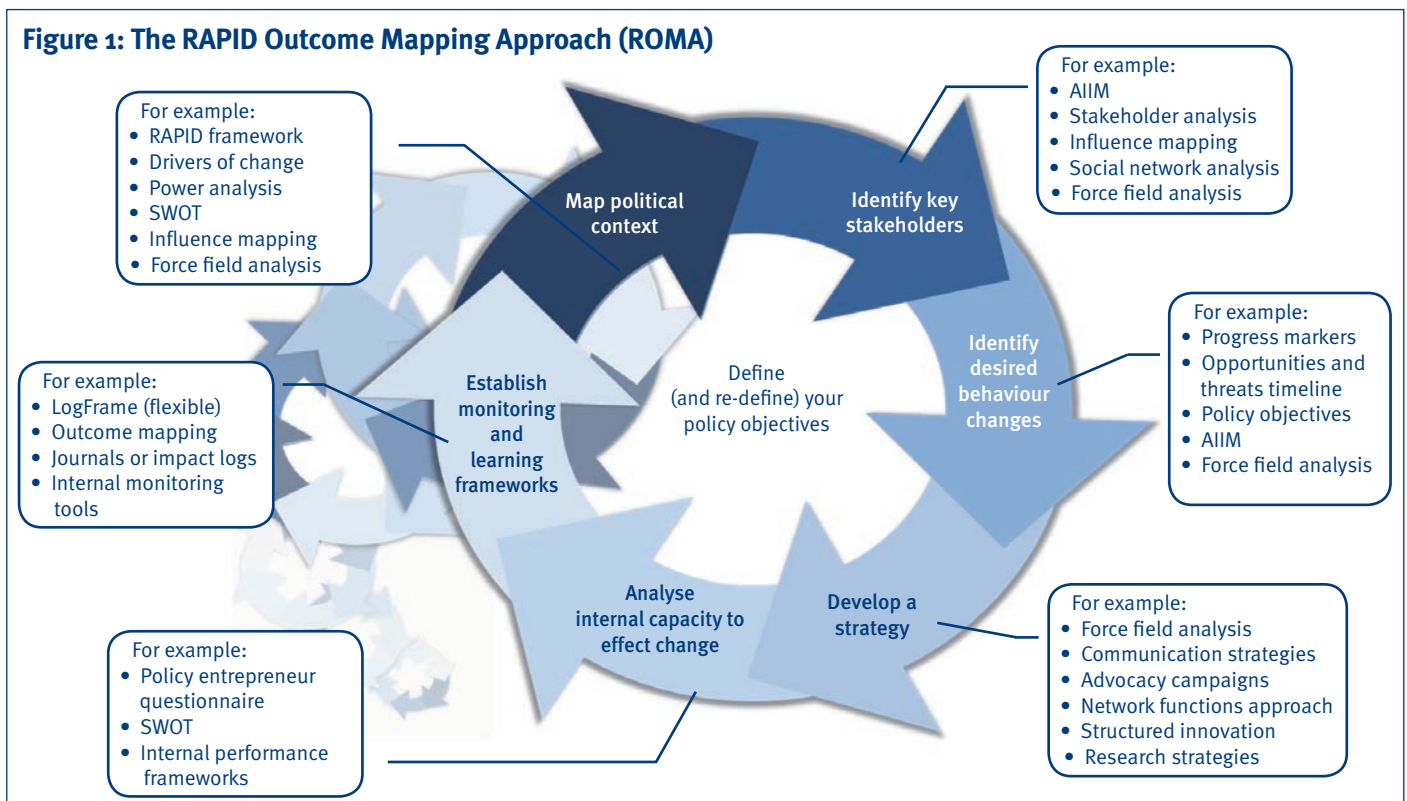 Figure 1: The RAPID Outcome Mapping Approach (ROMA)
For example:
• RAPID framework
• Drivers of change
• Power analysis
• SWOT
• Influence mapping
• Force field analysis
Map political
context
Identify key
stakeholders
For example:
• AIIM
• Stakeholder analysis
• Influence mapping
• Social network analysis
• Force field analysis
Identify
desired
behaviour
changes
For example:
• Progress markers
• Opportunities and
threats timeline
• Policy objectives
• AIIM
• Force field analysis
Define
(and re-define) your
policy objectives
For example:
• LogFrame (flexible)
• Outcome mapping
• Journals or impact logs
• Internal monitoring
tools
Establish
monitoring
and
learning
frameworks
Analyse
internal capacity to
effect change
Develop a
strategy
For example:
• Force field analysis
• Communication strategies
• Advocacy campaigns
• Network functions approach
• Structured innovation
• Research strategies
For example:
• Policy entrepreneur
questionnaire
• SWOT
• Internal performance
frameworks